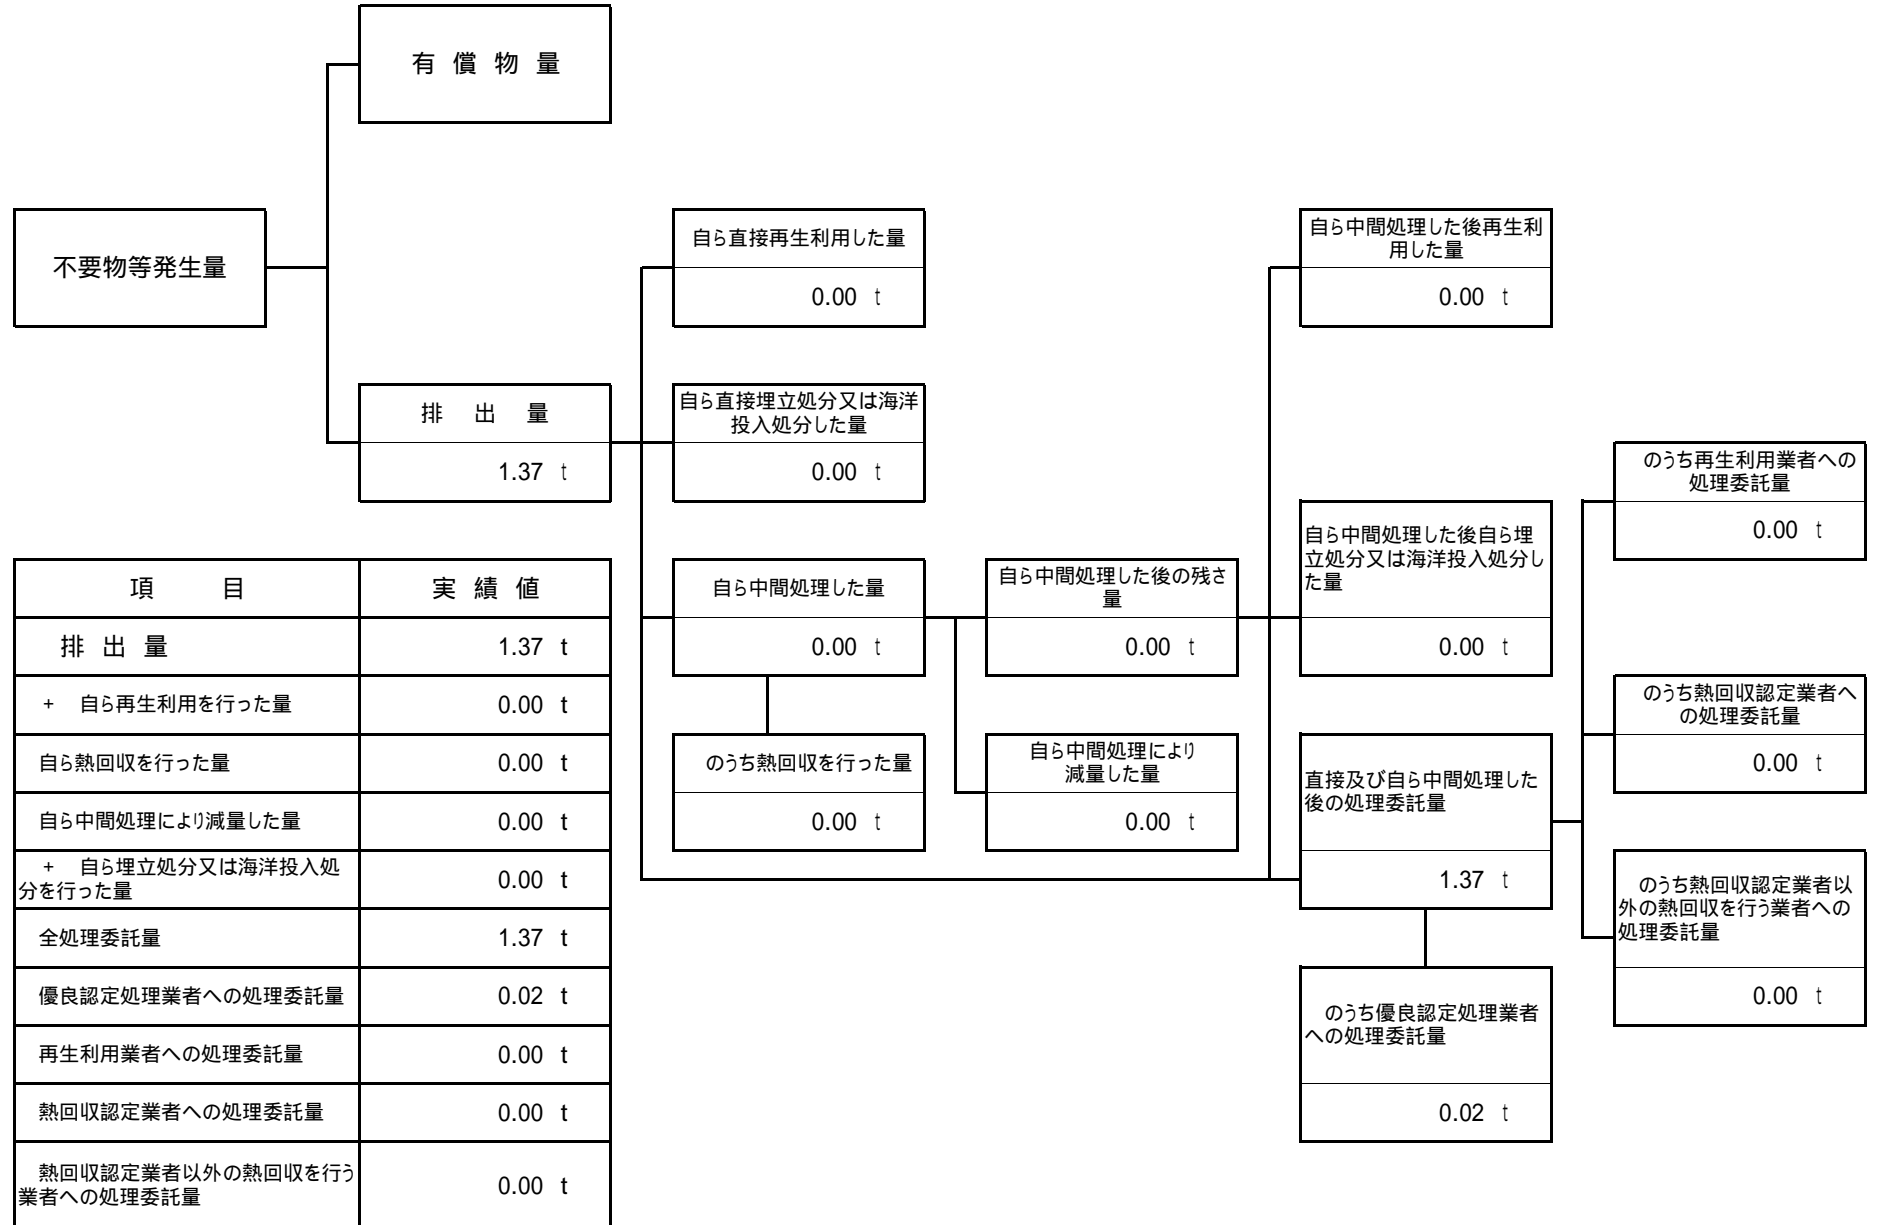 有 償 物 量
不要物等発生量
自ら直接再生利用した量
0.00 t
自ら中間処理した後再生利
用した量
0.00 t
排 出 量
1.37 t
自ら直接埋立処分又は海洋
投入処分した量
0.00 t
のうち再生利用業者への
処理委託量
0.00 t
自ら中間処理した後自ら埋
立処分又は海洋投入処分し
た量
0.00 t
自ら中間処理した量
0.00 t
自ら中間処理した後の残さ
量
0.00 t
のうち熱回収認定業者へ
の処理委託量
0.00 t
のうち熱回収を行った量
0.00 t
自ら中間処理により
減量した量
0.00 t
直接及び自ら中間処理した
後の処理委託量
1.37 t
のうち熱回収認定業者以
外の熱回収を行う業者への
処理委託量
0.00 t
のうち優良認定処理業者
への処理委託量
0.02 t
項 目 実 績 値
排 出 量 1.37 t
+ 自ら再生利用を行った量 0.00 t
自ら熱回収を行った量 0.00 t
自ら中間処理により減量した量 0.00 t
+ 自ら埋立処分又は海洋投入処
分を行った量 0.00 t
全処理委託量 1.37 t
優良認定処理業者への処理委託量 0.02 t
再生利用業者への処理委託量 0.00 t
熱回収認定業者への処理委託量 0.00 t
熱回収認定業者以外の熱回収を行う
業者への処理委託量 0.00 t